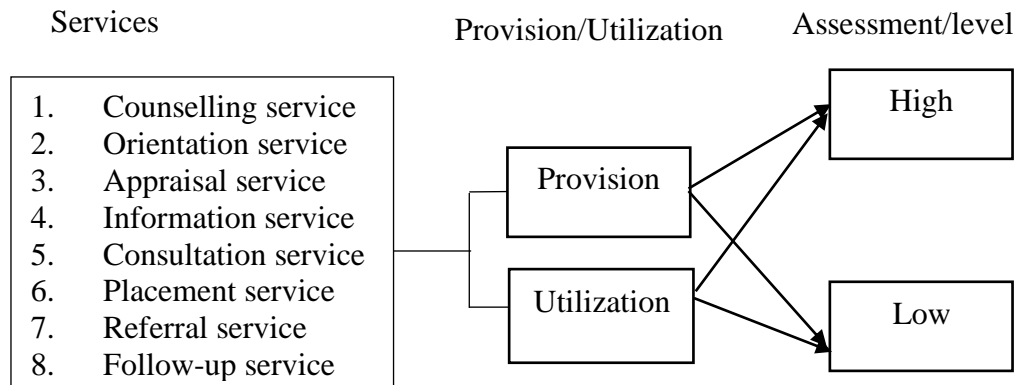 Services
Provision/Utilization
Assessment/level
1. Counselling service
2. Orientation service
3. Appraisal service
4. Information service
5. Consultation service
6. Placement service
7. Referral service
8. Follow-up service
Provision
Utilization
High
Low